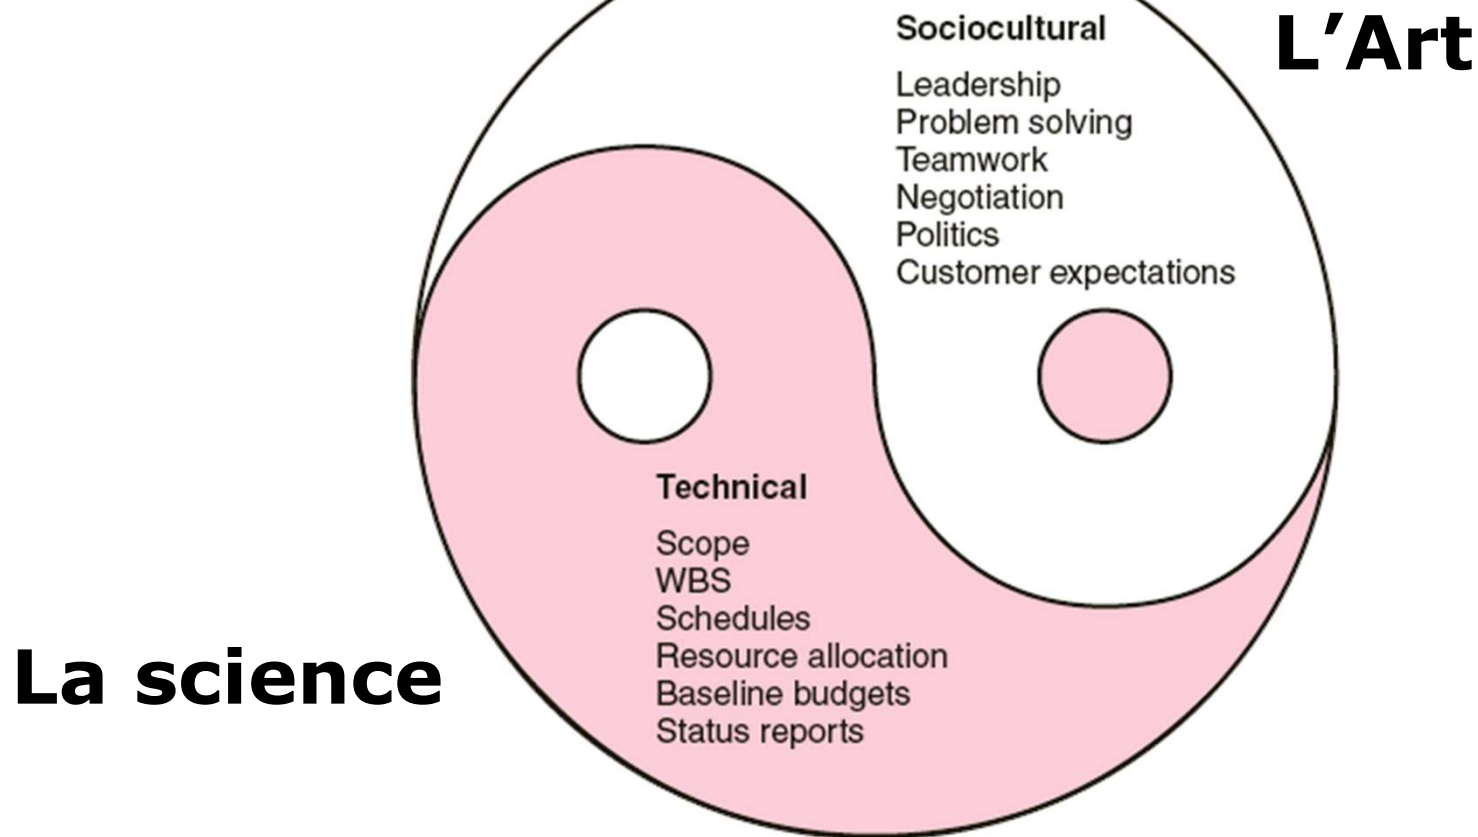 L’Art
Sociocultural
Leadership
Problem solving
Teamwork
Negotiation
Politics
Customer expectations
Technical
Scope
WBS
Schedules
Resource allocation
Baseline budgets
Status reports
La science